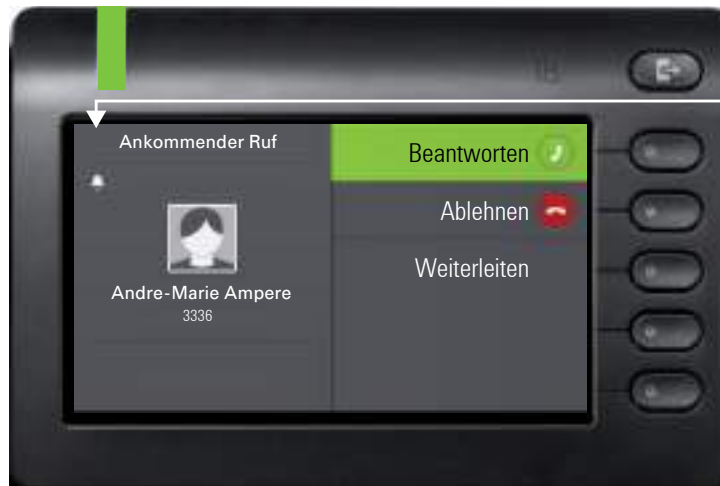 Ankommender Ruf
Andre-Marie Ampere
3336
Beantworten
Ablehnen
Weiterleiten